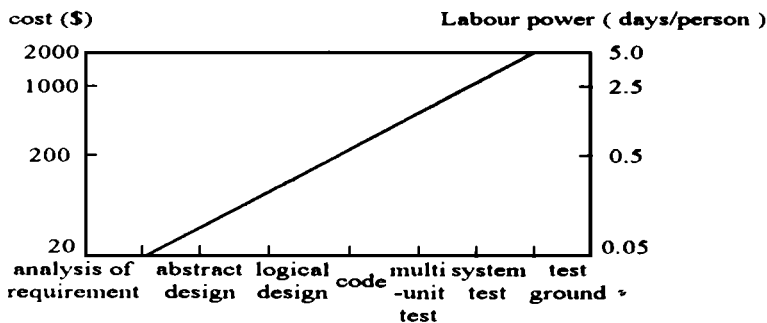 cost ($)
Labour power ( days/person )
2000
5.0
1000
2.5
200
0.5
20
0.05
analysis of
requirement
abstract
design
logical
design
code
multi
-unit
test
system
test
test
ground